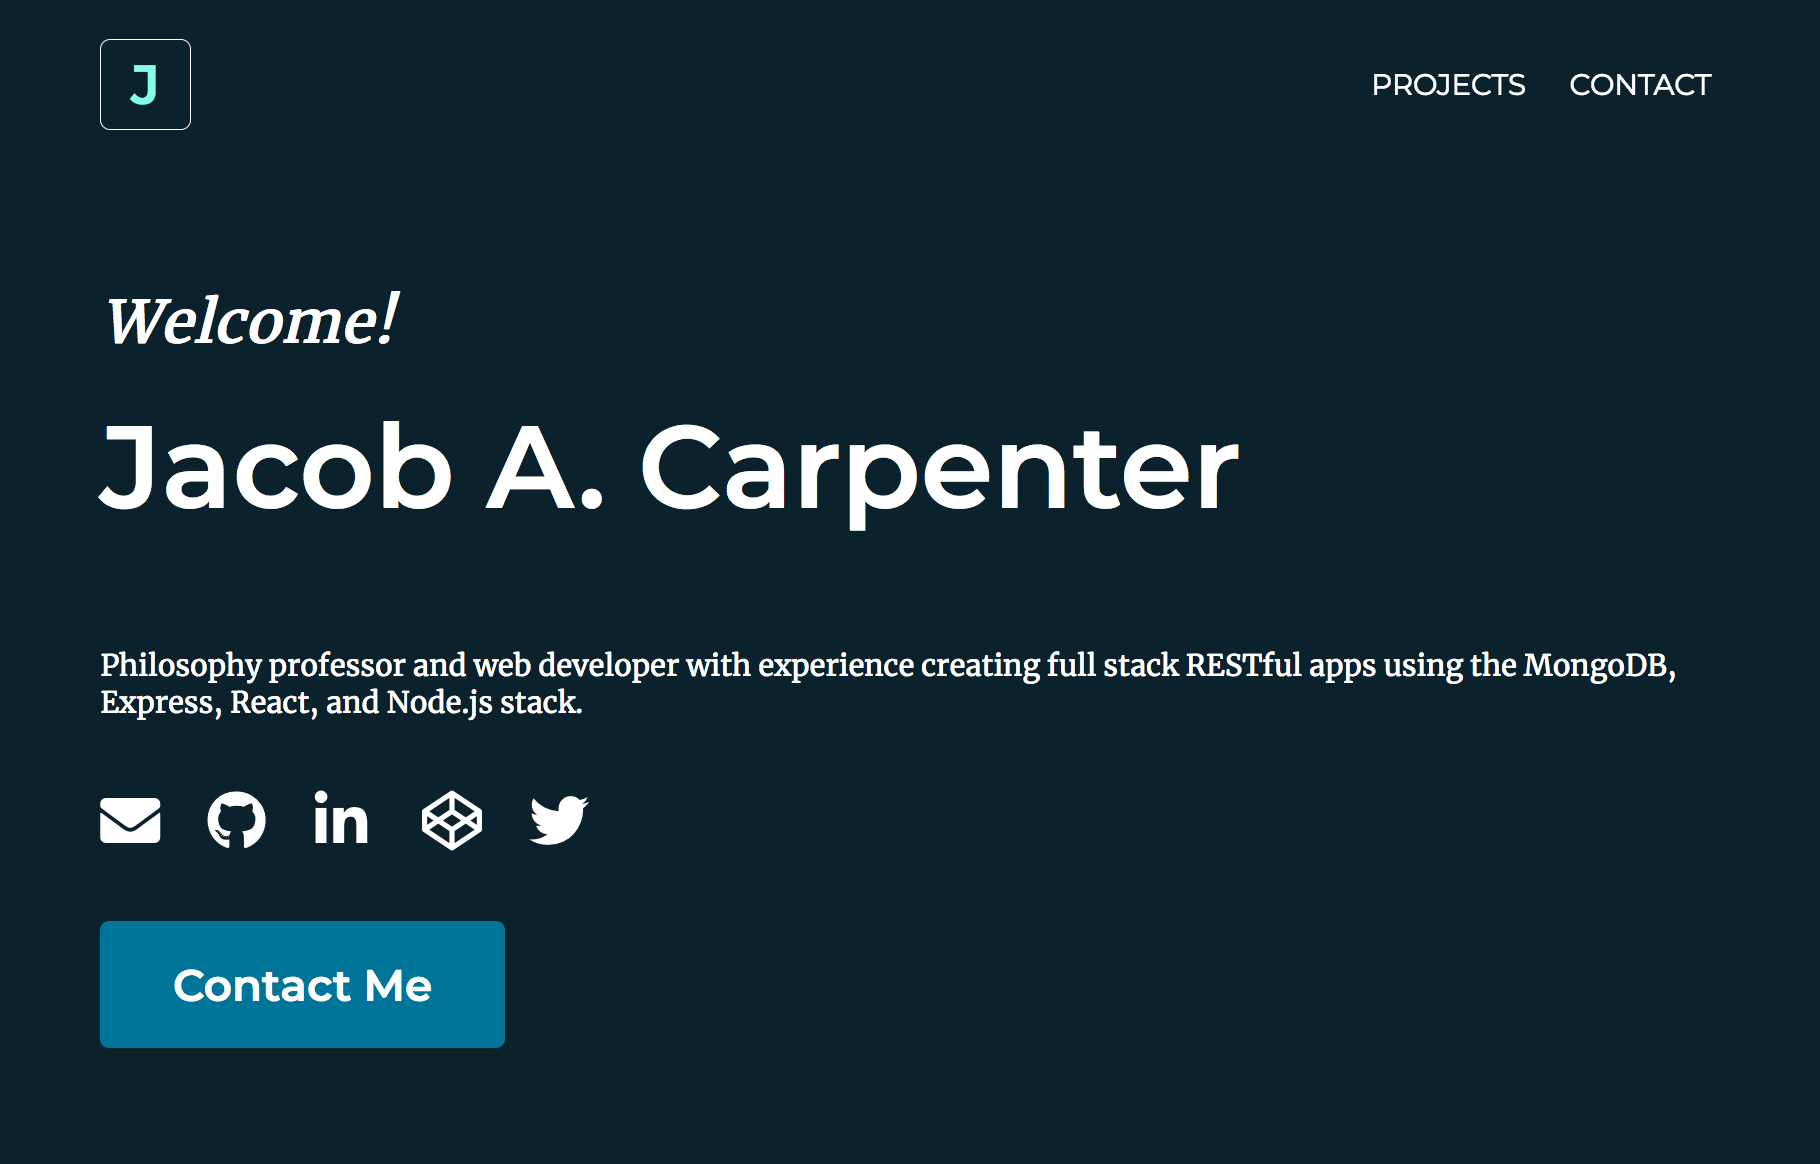 J
PROJECTS CONTACT
Welcome!
Jacob A. Carpenter
Philosophy professor and web developer with experience creating full stack RESTful apps using the MongoDB,
Express, React, and Node.js stack.
in
Contact Me